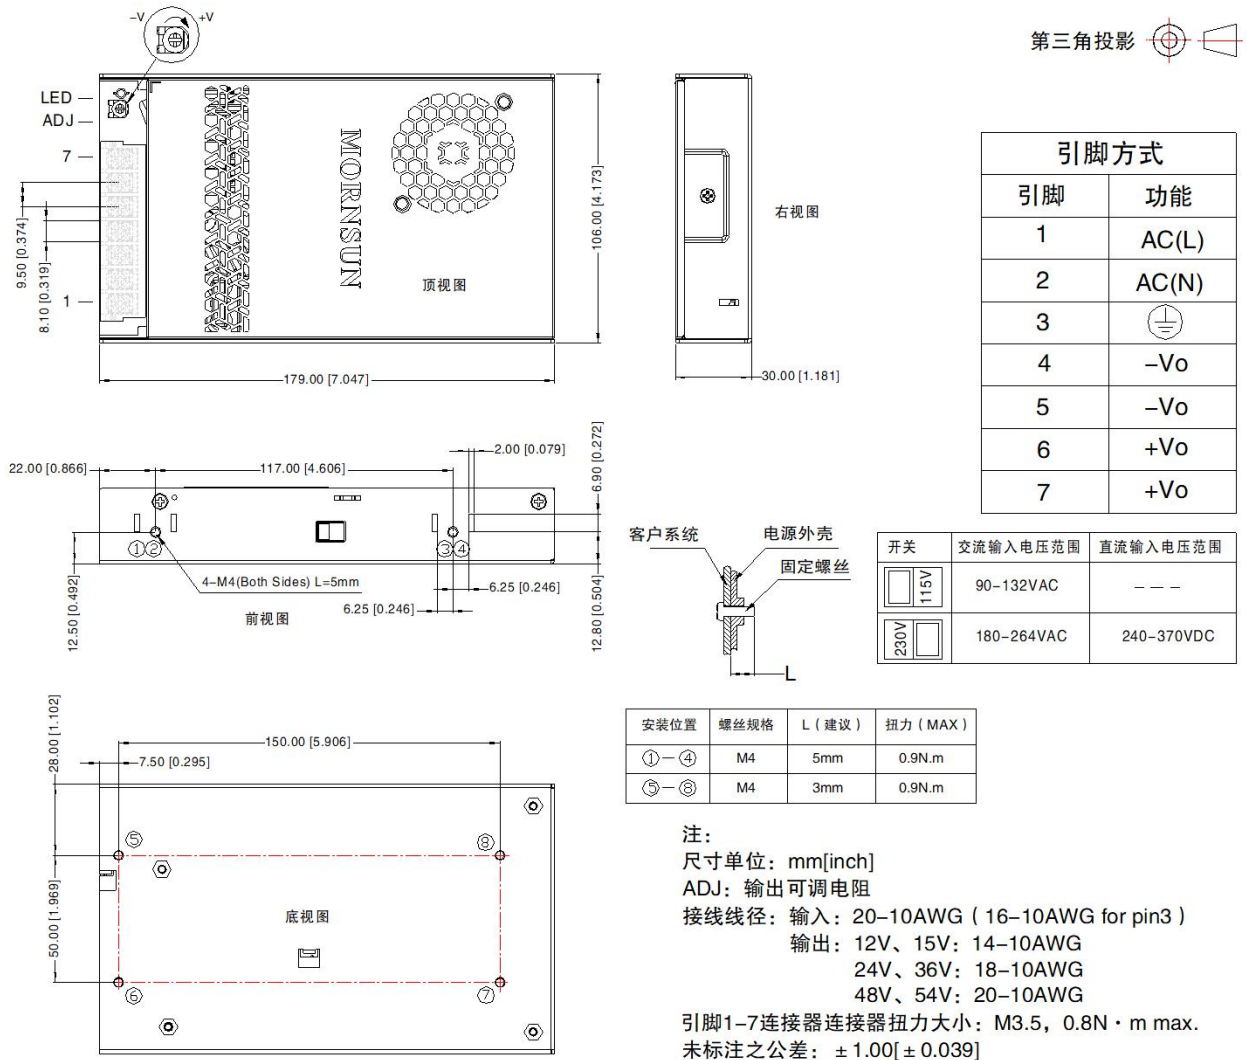 −V
+V
第三角投影
LED
ADJ
7
1
9.50 [0.374]
8.10 [0.319]
MORNSUN
顶视图
106.00 [4.173]
179.00 [7.047]
右视图
30.00 [1.181]
引脚方式
引脚 功能
1 AC(L)
2 AC(N)
3
4 −Vo
5 −Vo
6 +Vo
7 +Vo
22.00 [0.866]
117.00 [4.606]
2.00 [0.079]
6.90 [0.272]
①②
③④
4-M4(Both Sides) L=5mm
前视图
6.25 [0.246]
6.25 [0.246]
12.50 [0.492]
12.80 [0.504]
客户系统
电源外壳
固定螺丝
L
开关 交流输入电压范围 直流输入电压范围
115V 90−132VAC −−−
230V 180−264VAC 240−370VDC
安装位置 螺丝规格 L（建议） 扭力（MAX）
①−④ M4 5mm 0.9N.m
⑤−⑧ M4 3mm 0.9N.m
28.00 [1.102]
150.00 [5.906]
7.50 [0.295]
50.00 [1.969]
⑤
⑧
底视图
⑥
⑦
注：
尺寸单位：mm[inch]
ADJ：输出可调电阻
接线线径：输入：20−10AWG（16−10AWG for pin3）
输出：12V、15V：14−10AWG
24V、36V：18−10AWG
48V、54V：20−10AWG
引脚1−7连接器连接器扭力大小：M3.5，0.8N·m max.
未标注之公差：±1.00[±0.039]